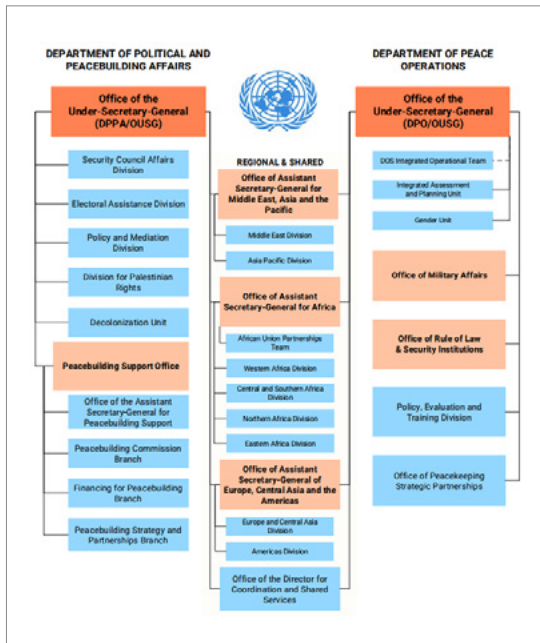 DEPARTMENT OF POLITICAL AND
PEACEBUILDING AFFAIRS
Office of the
Under-Secretary-General
(DPPA/OUSG)
Security Council Affairs
Division
Electoral Assistance Division
Policy and Mediation
Division
Division for Palestinian
Rights
Decolonization Unit
Peacebuilding Support Office
Office of the Assistant
Secretary-General for
Peacebuilding Support
Peacebuilding Commission
Branch
Financing for Peacebuilding
Branch
Peacebuilding Strategy and
Partnerships Branch
REGIONAL & SHARED
Office of Assistant
Secretary-General for
Middle East, Asia and the
Pacific
Middle East Division
Asia Pacific Division
Office of Assistant
Secretary-General for Africa
African Union Partnerships
Team
Western Africa Division
Central and Southern Africa
Division
Northern Africa Division
Eastern Africa Division
Office of Assistant
Secretary-General of
Europe, Central Asia and the
Americas
Europe and Central Asia
Division
Americas Division
Office of the Director for
Coordination and Shared
Services
DEPARTMENT OF PEACE
OPERATIONS
Office of the
Under-Secretary-General
(DPO/OUSG)
DOS Integrated Operational Team
Integrated Assessment
and Planning Unit
Gender Unit
Office of Military Affairs
Office of Rule of Law
& Security Institutions
Policy, Evaluation and
Training Division
Office of Peacekeeping
Strategic Partnerships